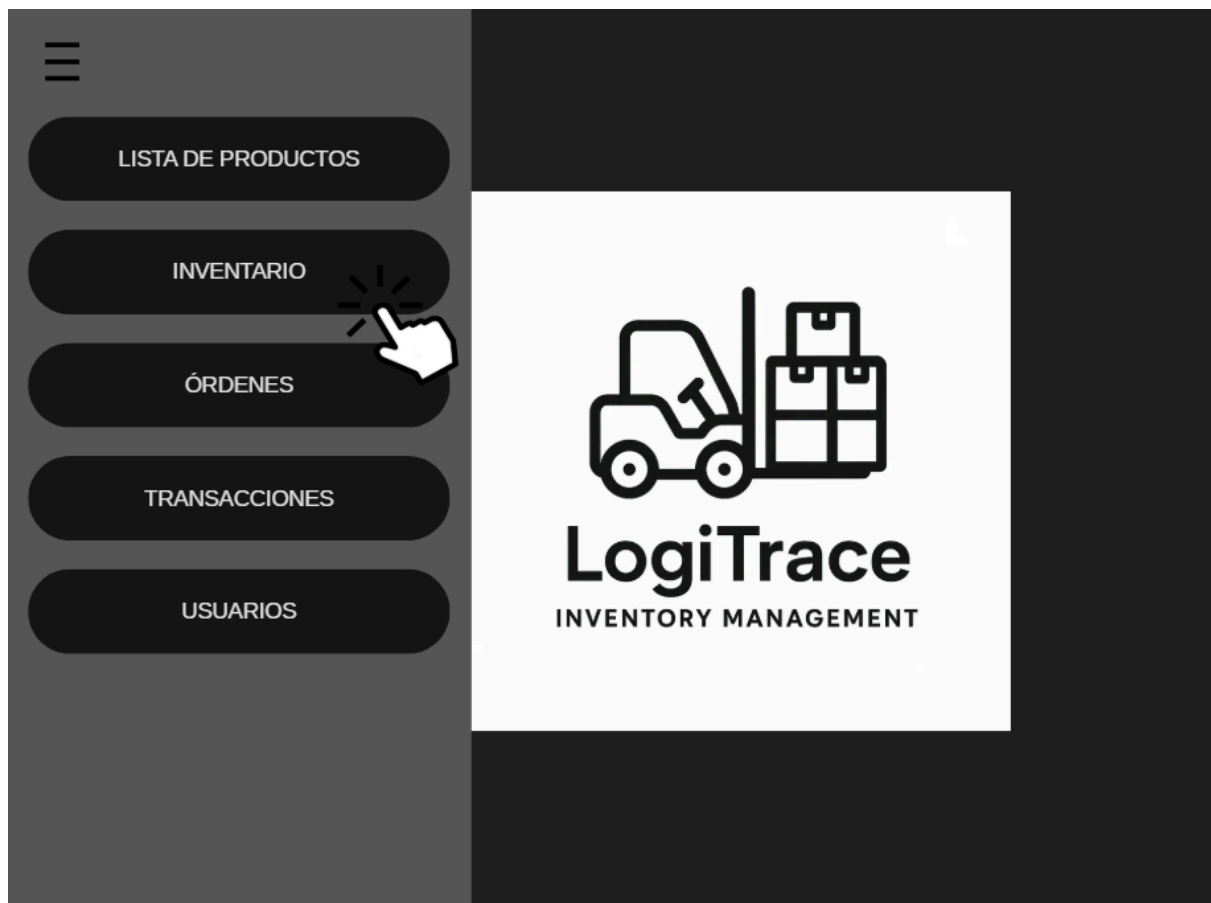 LISTA DE PRODUCTOS
INVENTARIO
ÓRDENES
TRANSACCIONES
USUARIOS
LogiTrace
INVENTORY MANAGEMENT